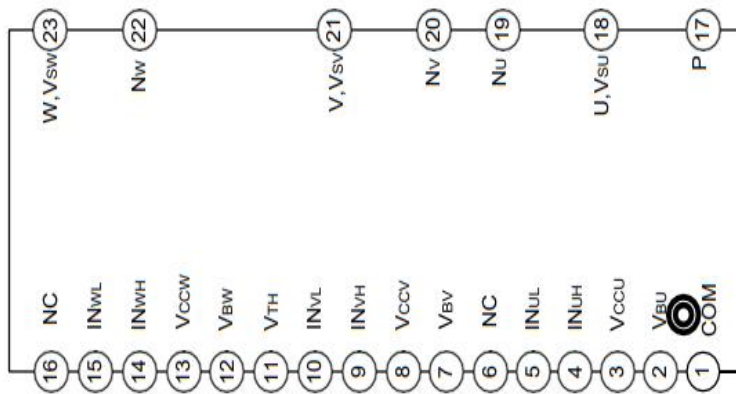 23 22 21 20 19 18 17
W,VSW NW V,VSV NV NU U,VSU P
NC INWL INWH VCCW VBW VTH INVL INVH VCCV VBV NC INUL INUH VCCU VBU COM
16 15 14 13 12 11 10 9 8 7 6 5 4 3 2 1